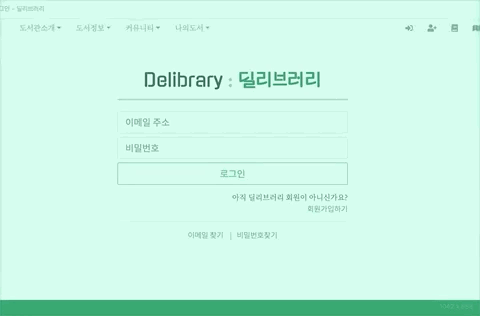 그인 - 딜리브러리
도서관소개 도서정보 커뮤니티 나의도서
Delibrary : 딜리브러리
이메일 주소
비밀번호
로그인
아직 딜리브러리 회원이 아니신가요?
회원가입하기
이메일 찾기 | 비밀번호찾기